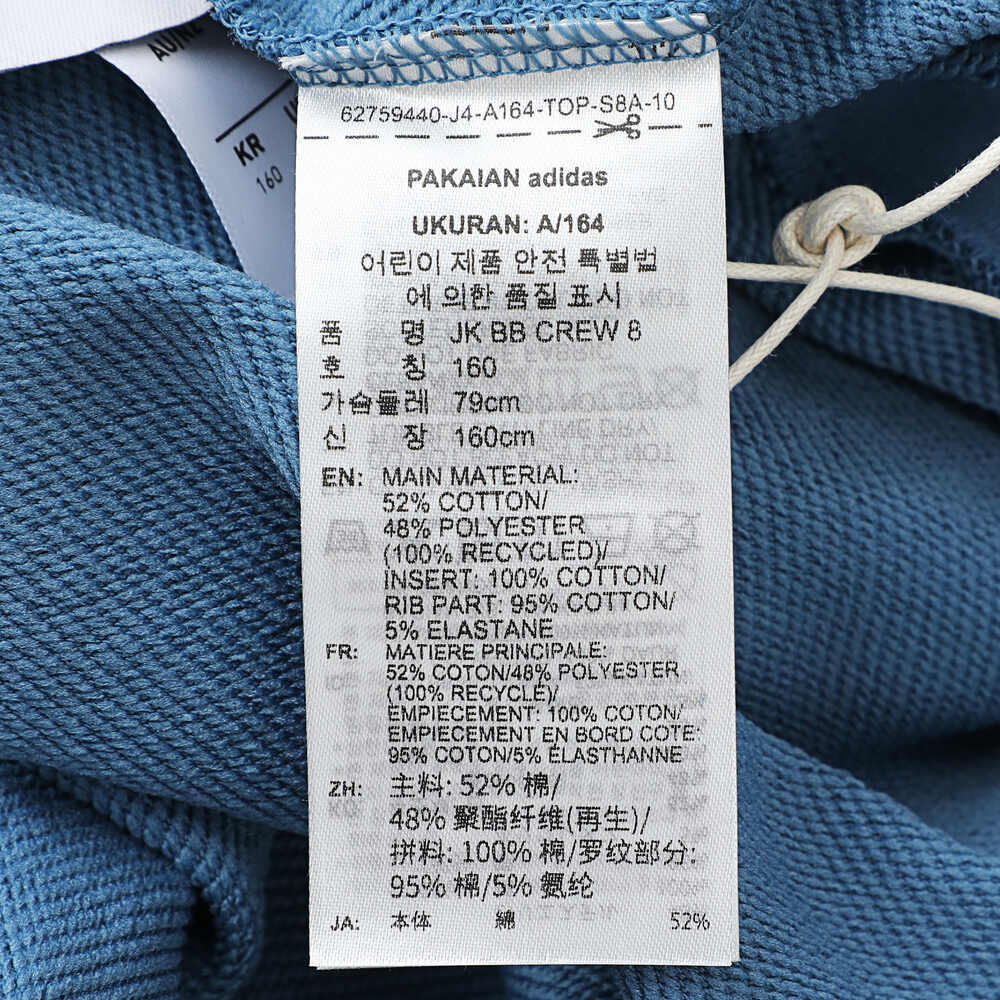 KR
160
62759440-J4-A164-TOP-S8A-10
PAKAIAN adidas
UKURAN: A/164
어린이 제품 안전 특별법
에 의한 품질 표시
품 명 JK BB CREW 8
호 칭 160
가슴둘레 79cm
신 장 160cm
EN: MAIN MATERIAL:
52% COTTON/
48% POLYESTER
(100% RECYCLED)/
INSERT: 100% COTTON/
RIB PART: 95% COTTON/
5% ELASTANE
FR: MATIERE PRINCIPALE:
52% COTON/48% POLYESTER
(100% RECYCLE)/
EMPIECEMENT: 100% COTON/
EMPIECEMENT EN BORD COTE:
95% COTON/5% ELASTHANNE
ZH: 主料: 52% 棉/
48% 聚酯纤维(再生)/
拼料: 100% 棉/罗纹部分:
95% 棉/5% 氨纶
JA: 本体 綿 52%